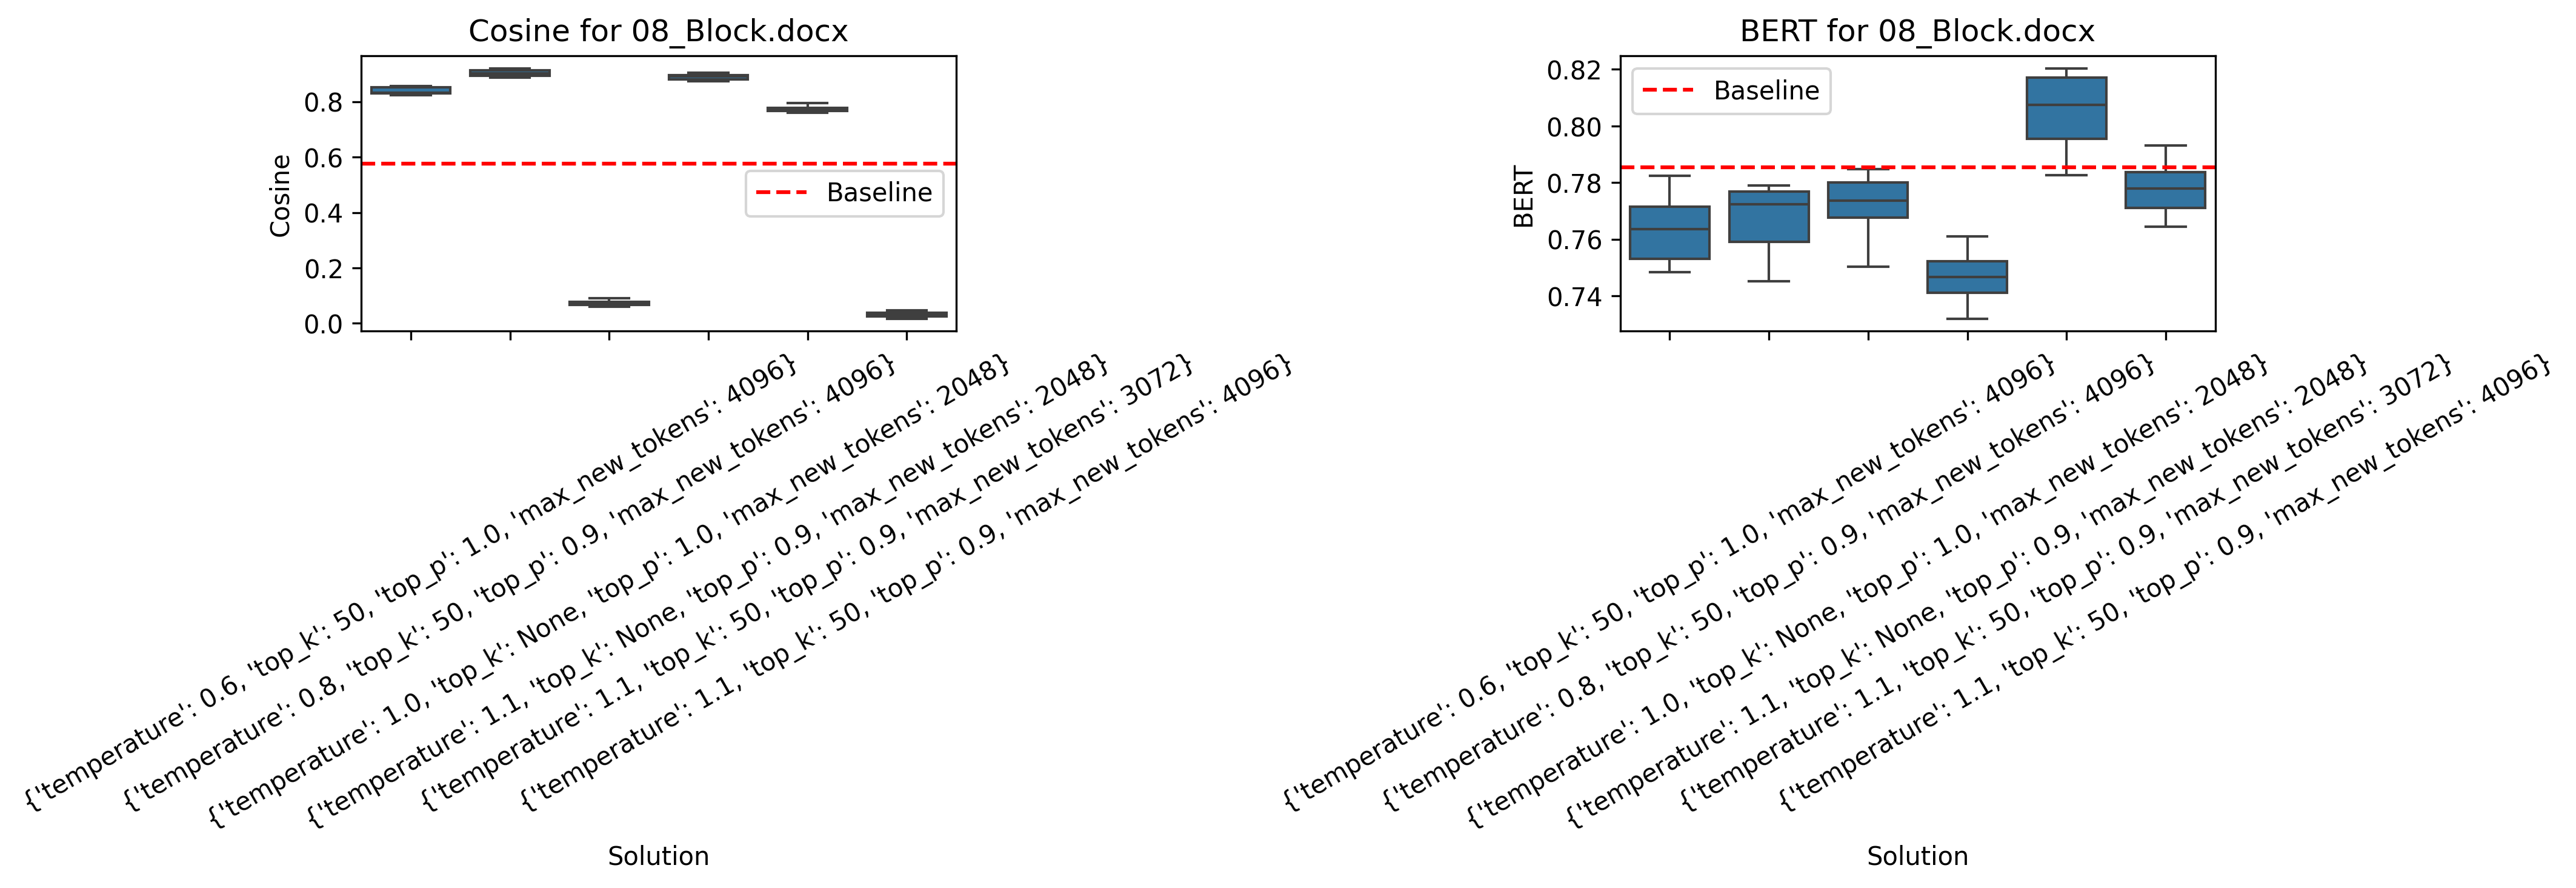 Cosine for 08_Block.docx
Cosine
0.8
0.6
0.4
0.2
0.0
Baseline
{'temperature': 0.6, 'top_k': 50, 'top_p': 1.0, 'max_new_tokens': 4096}
{'temperature': 0.8, 'top_k': 50, 'top_p': 0.9, 'max_new_tokens': 4096}
{'temperature': 1.0, 'top_k': None, 'top_p': 1.0, 'max_new_tokens': 2048}
{'temperature': 1.1, 'top_k': None, 'top_p': 0.9, 'max_new_tokens': 2048}
{'temperature': 1.1, 'top_k': 50, 'top_p': 0.9, 'max_new_tokens': 3072}
{'temperature': 1.1, 'top_k': 50, 'top_p': 0.9, 'max_new_tokens': 4096}
Solution
BERT for 08_Block.docx
BERT
0.82
0.80
0.78
0.76
0.74
Baseline
{'temperature': 0.6, 'top_k': 50, 'top_p': 1.0, 'max_new_tokens': 4096}
{'temperature': 0.8, 'top_k': 50, 'top_p': 0.9, 'max_new_tokens': 4096}
{'temperature': 1.0, 'top_k': None, 'top_p': 1.0, 'max_new_tokens': 2048}
{'temperature': 1.1, 'top_k': None, 'top_p': 0.9, 'max_new_tokens': 2048}
{'temperature': 1.1, 'top_k': 50, 'top_p': 0.9, 'max_new_tokens': 3072}
{'temperature': 1.1, 'top_k': 50, 'top_p': 0.9, 'max_new_tokens': 4096}
Solution